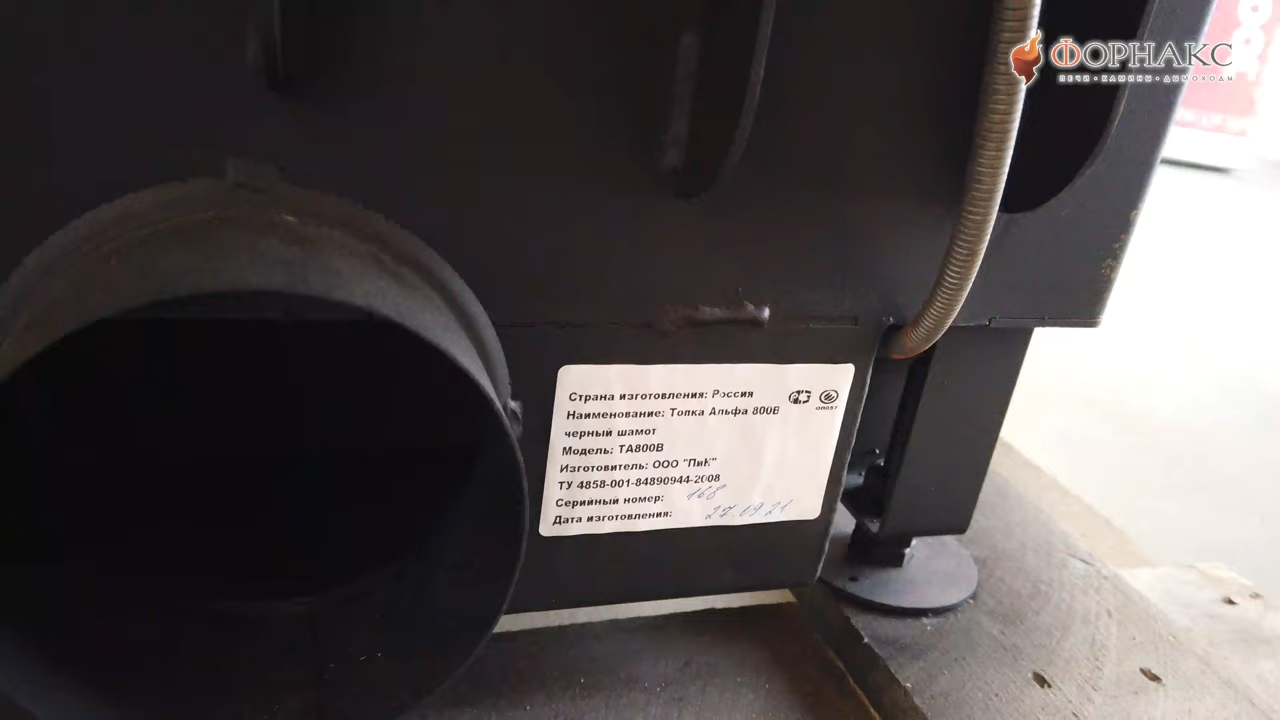 ФОРНАКС
ПЕЧИ • КАМИНЫ • ДЫМОХОДЫ
Страна изготовления: Россия
Наименование: Топка Альфа 800В
черный шамот
Модель: ТА800В
Изготовитель: ООО "ПиК"
ТУ 4858-001-84890944-2008
Серийный номер: 168
Дата изготовления: 27.09.21